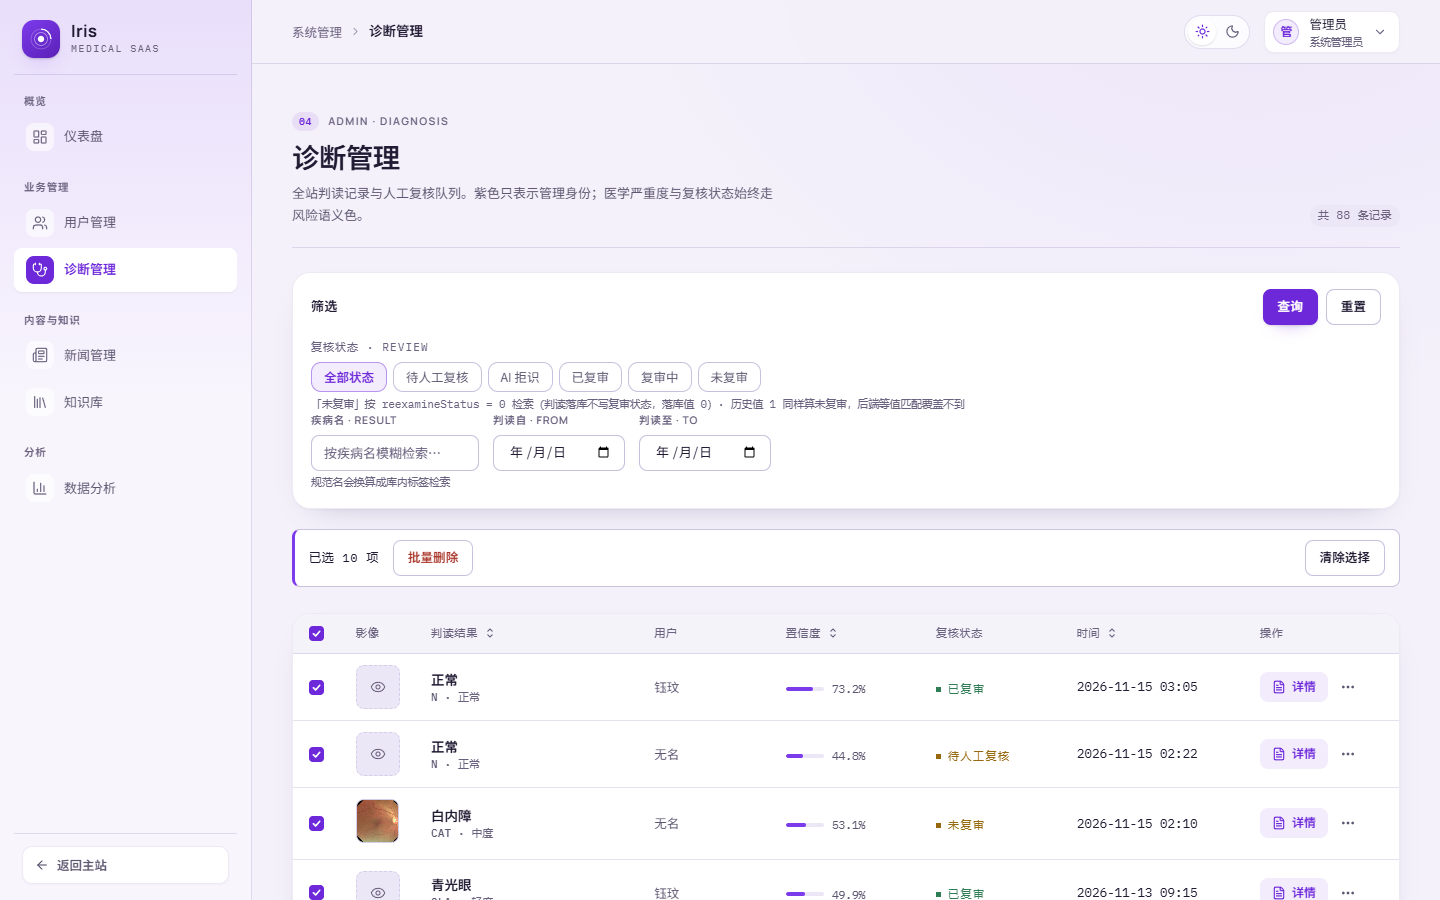 Iris
MEDICAL SAAS
概览
仪表盘
业务管理
用户管理
诊断管理
内容与知识
新闻管理
知识库
分析
数据分析
返回主站
系统管理 > 诊断管理
管 管理员
系统管理员
04 ADMIN · DIAGNOSIS
诊断管理
全站判读记录与人工复核队列。紫色只表示管理身份；医学严重度与复核状态始终走
风险语义色。
共 88 条记录
筛选
查询 重置
复核状态 · REVIEW
全部状态 待人工复核 AI 拒识 已复审 复审中 未复审
「未复审」按 reexamineStatus = 0 检索（判读落库不写复审状态，落库值 0）· 历史值 1 同样算未复审，后端等值匹配覆盖不到
疾病名 · RESULT 判读自 · FROM 判读至 · TO
按疾病名模糊检索… 年/月/日 年/月/日
规范名会换算成库内标签检索
已选 10 项 批量删除 清除选择
影像 判读结果 用户 置信度 复核状态 时间 操作
正常
N · 正常 钰玟 73.2% 已复审 2026-11-15 03:05 详情 ···
正常
N · 正常 无名 44.8% 待人工复核 2026-11-15 02:22 详情 ···
白内障
CAT · 中度 无名 53.1% 未复审 2026-11-15 02:10 详情 ···
青光眼
钰玟 49.9% 已复审 2026-11-13 09:15 详情 ···